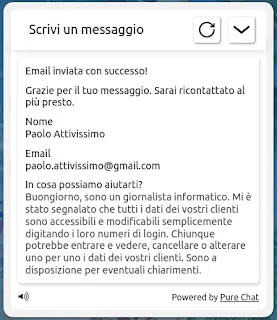 Scrivi un messaggio
Email inviata con successo!
Grazie per il tuo messaggio. Sarai ricontattato al
più presto.
Nome
Paolo Attivissimo
Email
paolo.attivissimo@gmail.com
In cosa possiamo aiutarti?
Buongiorno, sono un giornalista informatico. Mi è
stato segnalato che tutti i dati dei vostri clienti
sono accessibili e modificabili semplicemente
digitando i loro numeri di login. Chiunque
potrebbe entrare e vedere, cancellare o alterare
uno per uno i dati dei vostri clienti. Sono a
disposizione per eventuali chiarimenti.
Powered by Pure Chat